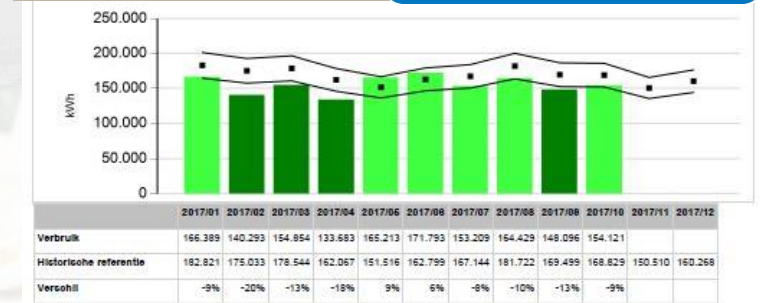 250.000
200.000
150.000
100.000
50.000
0
kWh
2017/01 2017/02 2017/03 2017/04 2017/05 2017/06 2017/07 2017/08 2017/09 2017/10 2017/11 2017/12
Verbruik 166.389 140.293 154.854 133.683 165.213 171.793 153.209 164.429 148.096 154.121
Historische referentie 182.821 175.033 178.544 162.067 151.516 162.799 167.144 181.722 169.499 168.829 150.510 160.268
Verschil -9% -20% -13% -18% 9% 6% -8% -10% -13% -9%